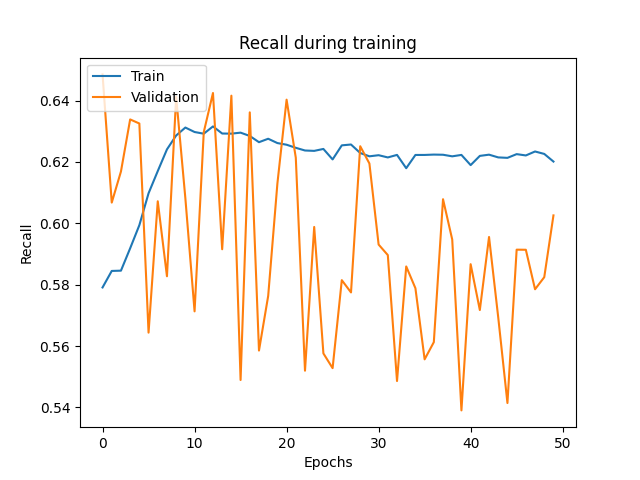 Recall during training
Train
Validation
0.64
0.62
0.60
0.58
0.56
0.54
Recall
0 10 20 30 40 50
Epochs